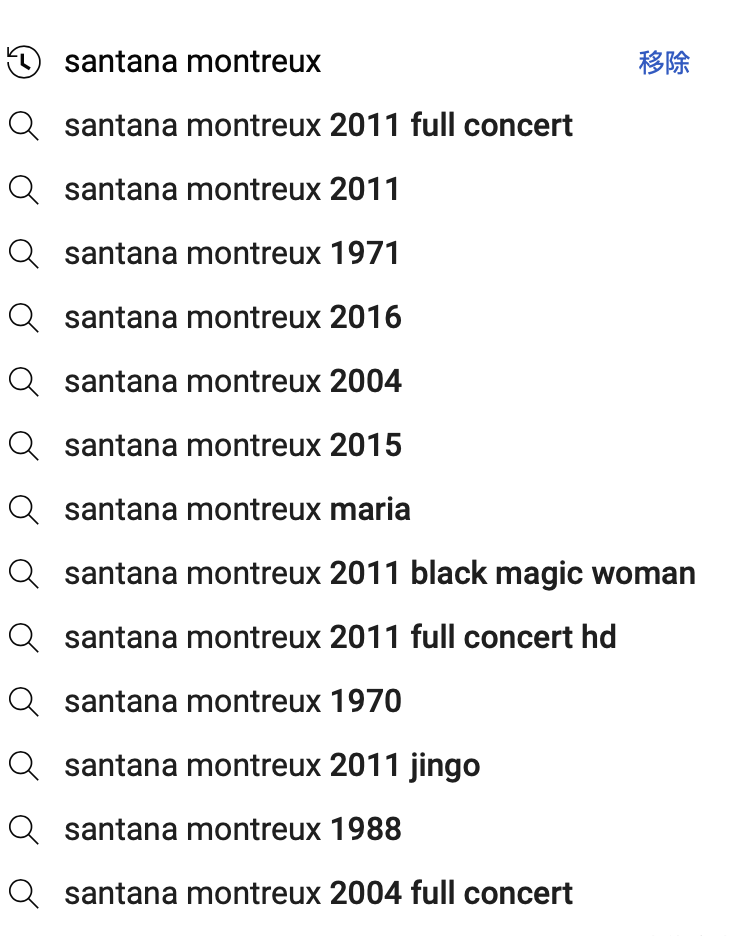 santana montreux 移除
santana montreux 2011 full concert
santana montreux 2011
santana montreux 1971
santana montreux 2016
santana montreux 2004
santana montreux 2015
santana montreux maria
santana montreux 2011 black magic woman
santana montreux 2011 full concert hd
santana montreux 1970
santana montreux 2011 jingo
santana montreux 1988
santana montreux 2004 full concert